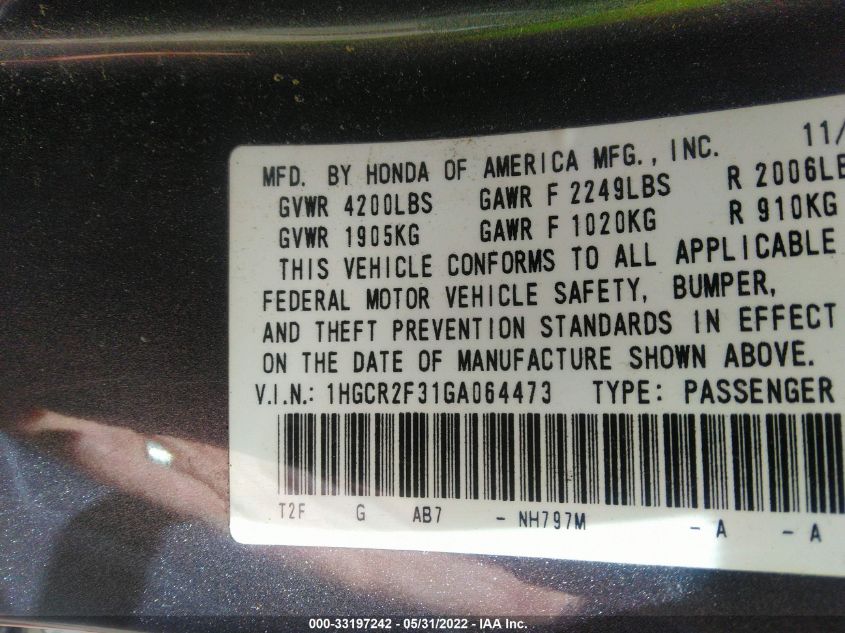 11/
MFD. BY HONDA OF AMERICA MFG., INC.
GVWR 4200LBS GAWR F 2249LBS R 2006LB
GVWR 1905KG GAWR F 1020KG R 910KG
THIS VEHICLE CONFORMS TO ALL APPLICABLE
FEDERAL MOTOR VEHICLE SAFETY, BUMPER,
AND THEFT PREVENTION STANDARDS IN EFFECT
ON THE DATE OF MANUFACTURE SHOWN ABOVE.
V.I.N.: 1HGCR2F31GA064473 TYPE: PASSENGER
T2F G AB7 - NH797M - A - A
000-33197242 - 05/31/2022 - IAA Inc.